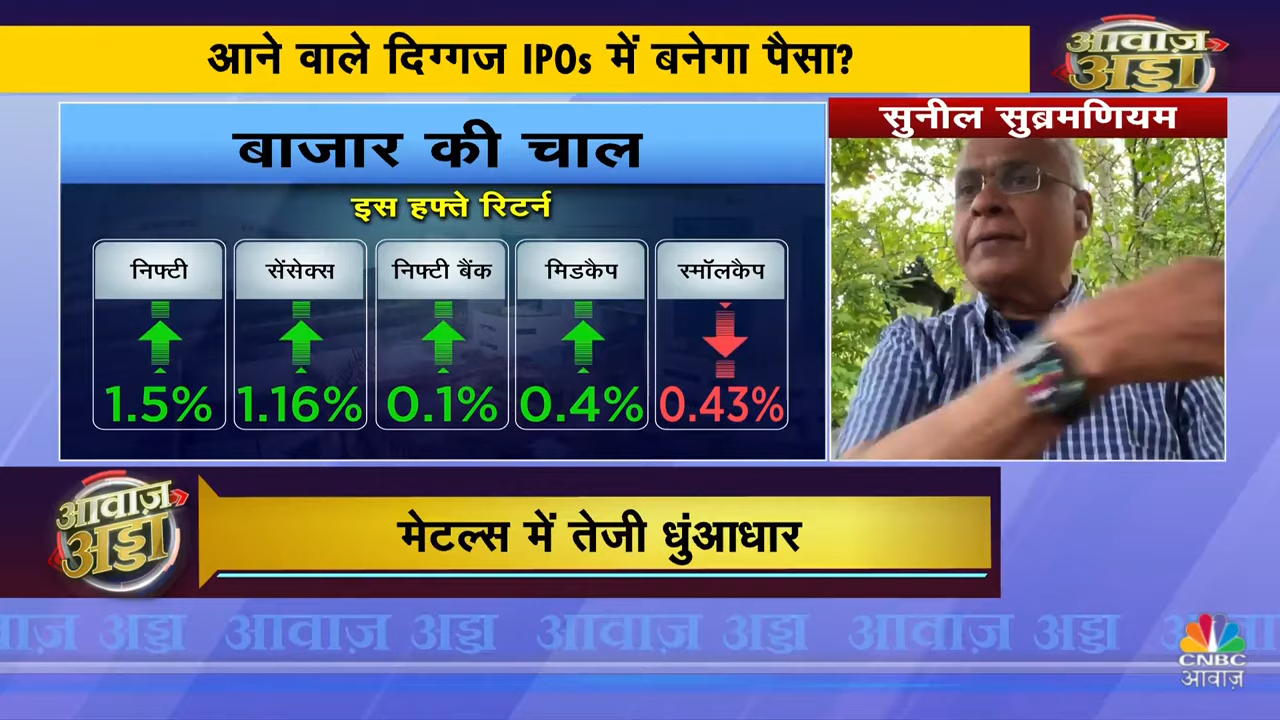 आने वाले दिग्गज IPOs में बनेगा पैसा?
आवाज़
अड्डा
सुनील सुब्रमणियम
बाजार की चाल
इस हफ्ते रिटर्न
निफ्टी सेंसेक्स निफ्टी बैंक मिडकैप स्मॉलकैप
1.5% 1.16% 0.1% 0.4% 0.43%
आवाज़
अड्डा
मेटल्स में तेजी धुंआधार
आवाज़ अड्डा आवाज़ अड्डा आवाज़ अड्डा आवाज़ अड्डा
CNBC
आवाज़